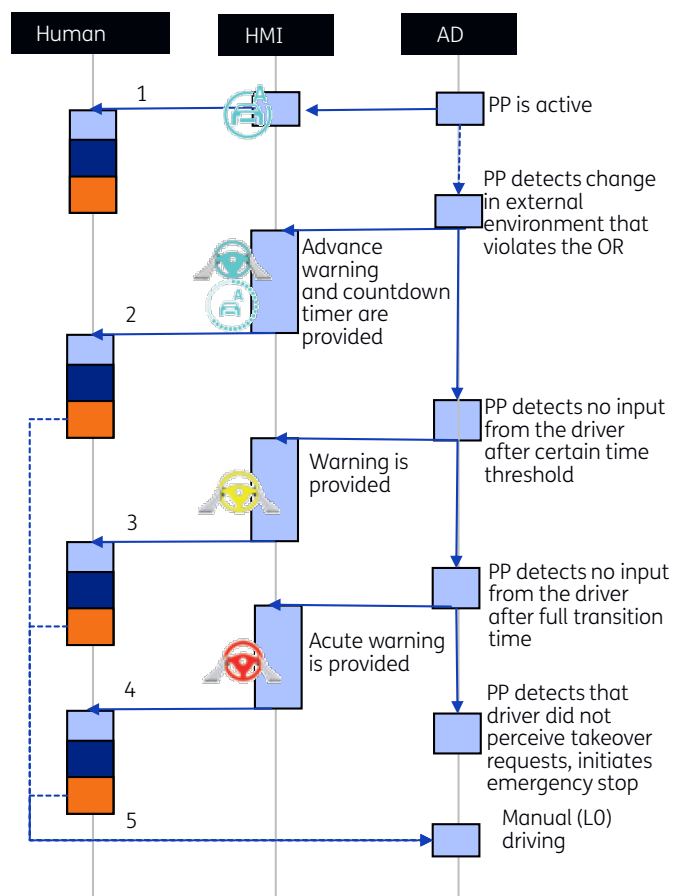 Human
HMI
AD
1
PP is active
PP detects change
in external
environment that
violates the OR
Advance
warning
and countdown
timer are
provided
2
PP detects no input
from the driver
after certain time
threshold
Warning is
provided
3
PP detects no input
from the driver
after full transition
time
Acute warning
is provided
4
PP detects that
driver did not
perceive takeover
requests, initiates
emergency stop
5
Manual (L0)
driving
A
A